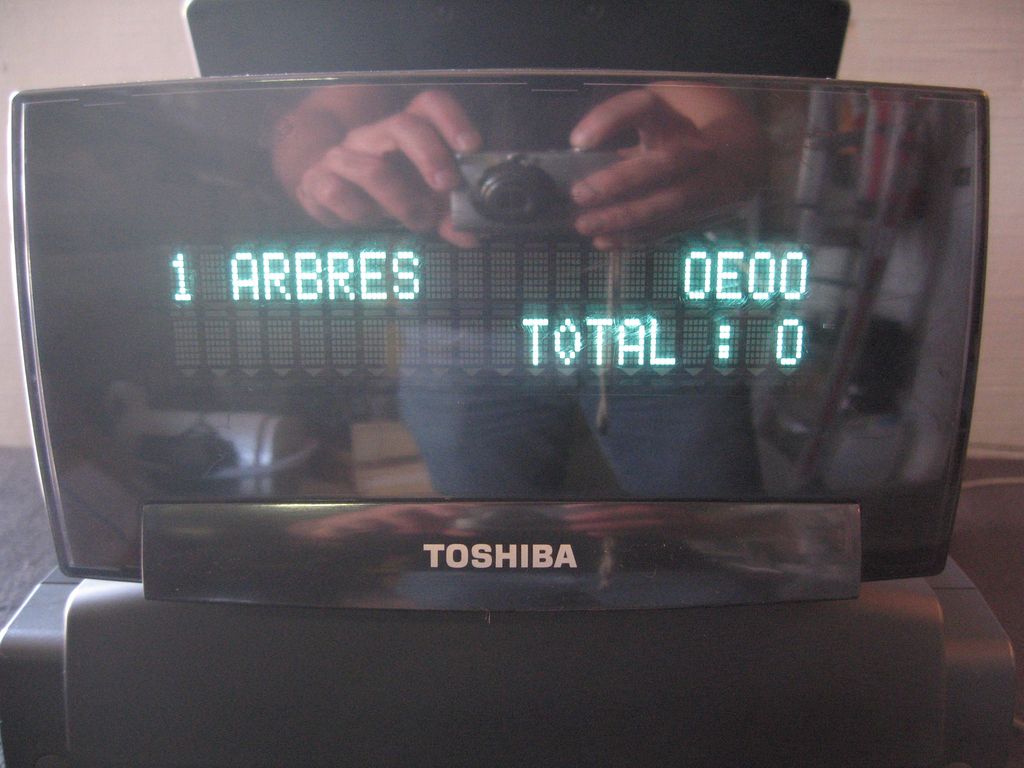 1 ARBRES 0E00
TOTAL : 0
TOSHIBA